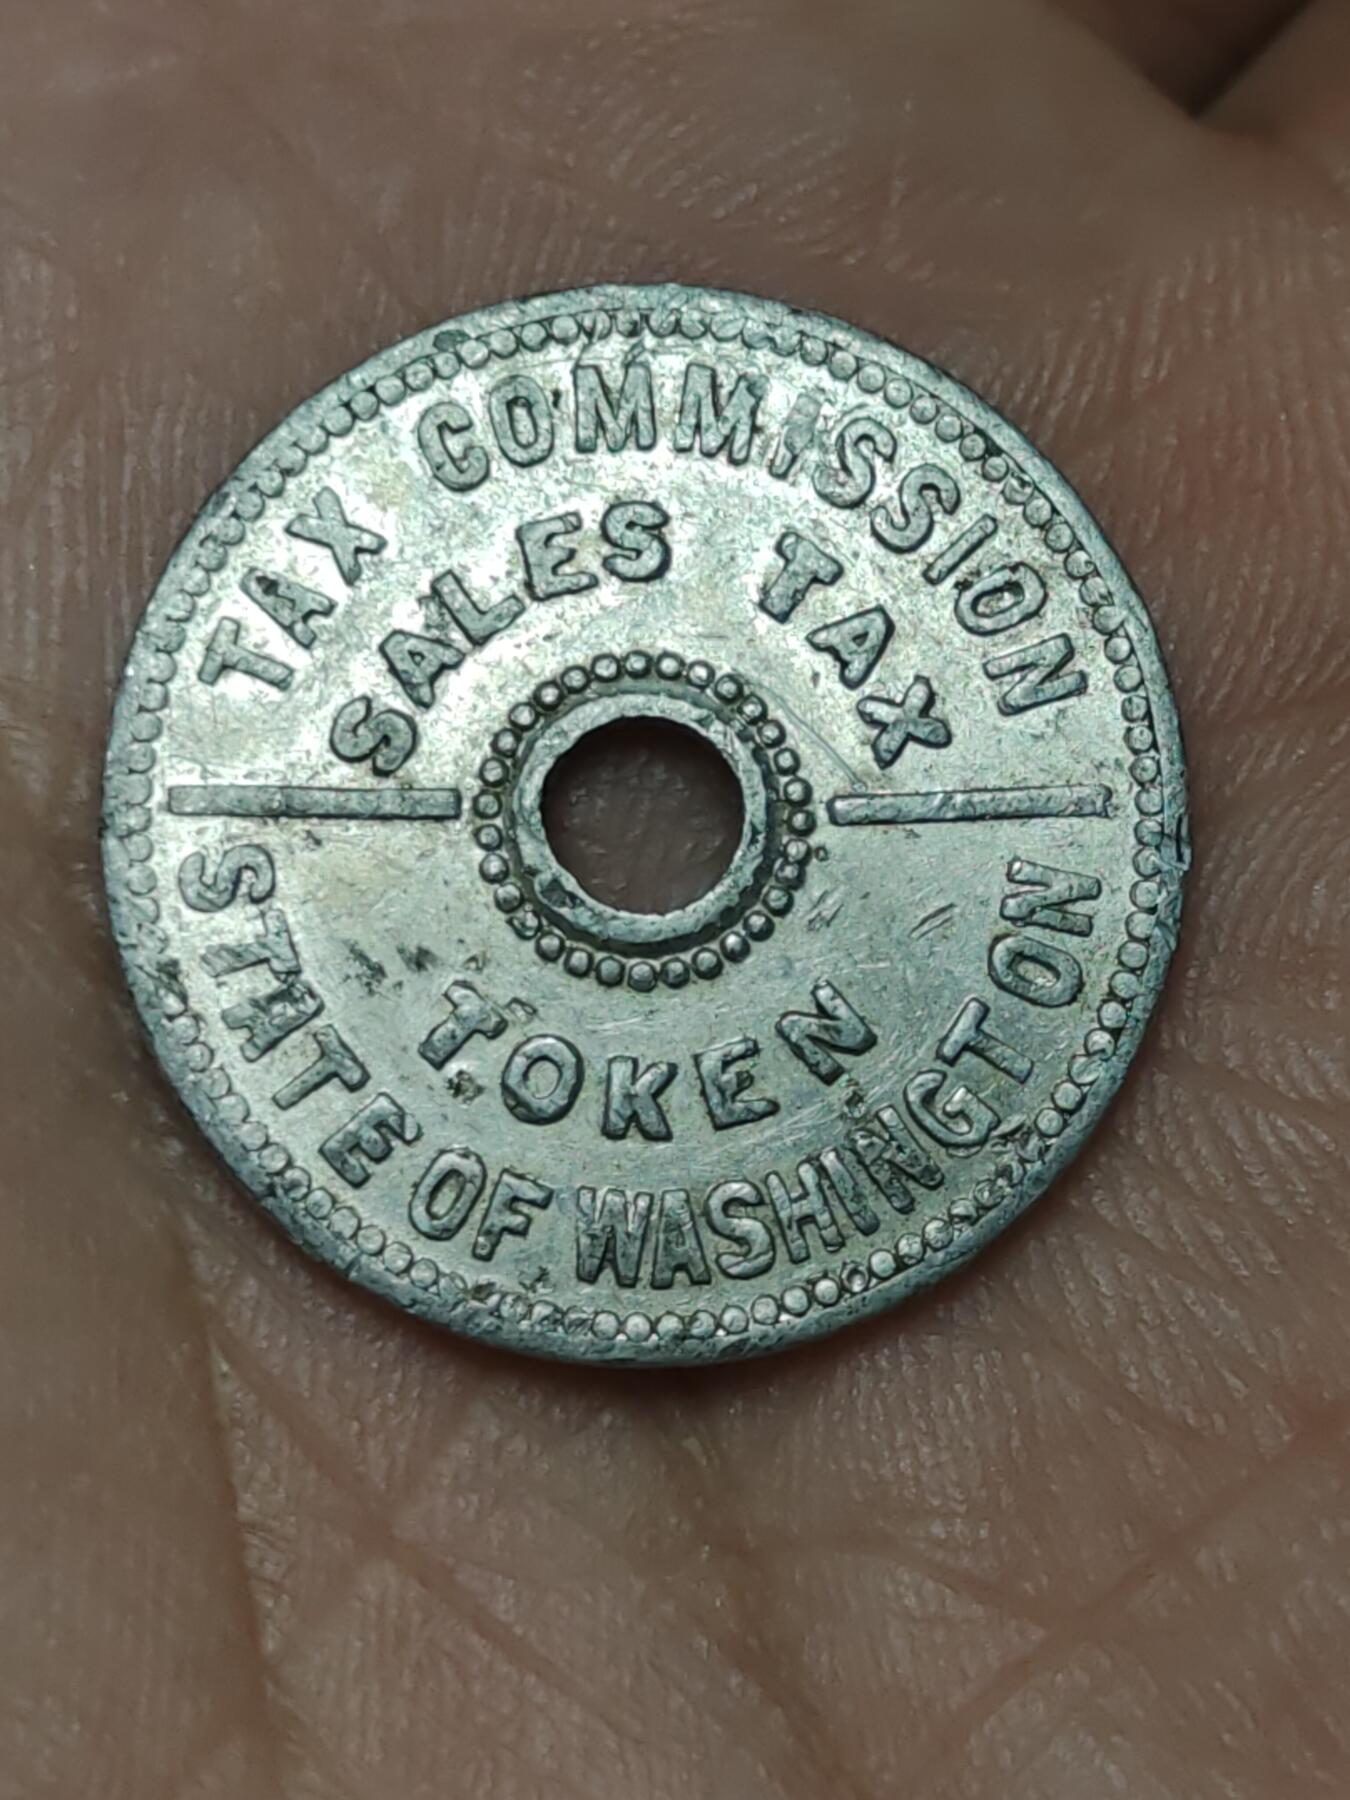 TAX COMMISSION
SALES TAX
TOKEN
STATE OF WASHINGTON